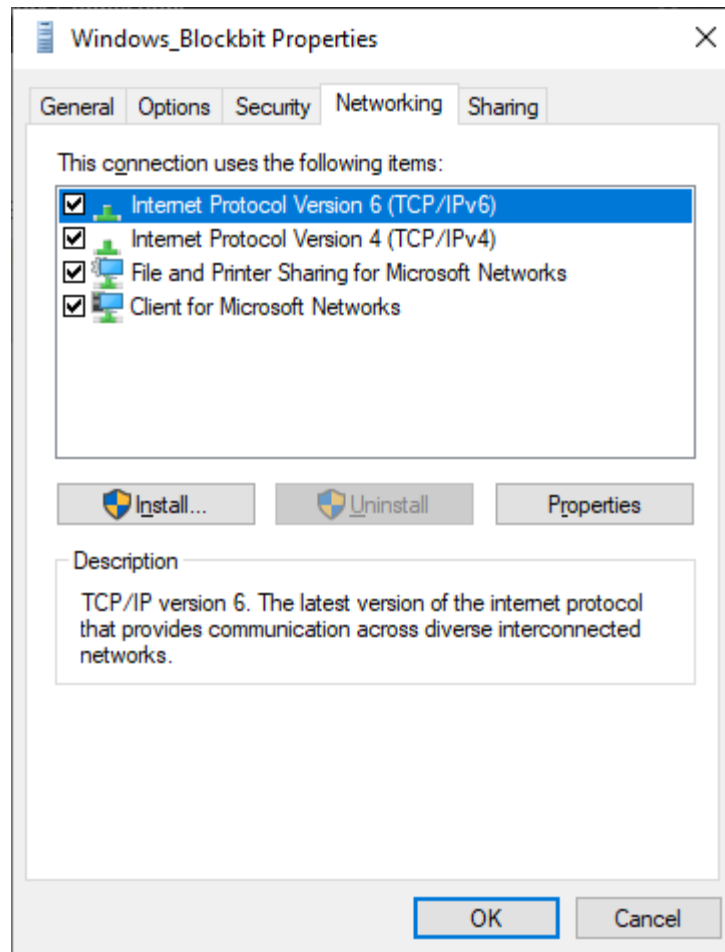 Windows_Blockbit Properties
General Options Security Networking Sharing
This connection uses the following items:
Internet Protocol Version 6 (TCP/IPv6)
Internet Protocol Version 4 (TCP/IPv4)
File and Printer Sharing for Microsoft Networks
Client for Microsoft Networks
Install... Uninstall Properties
Description
TCP/IP version 6. The latest version of the internet protocol
that provides communication across diverse interconnected
networks.
OK Cancel